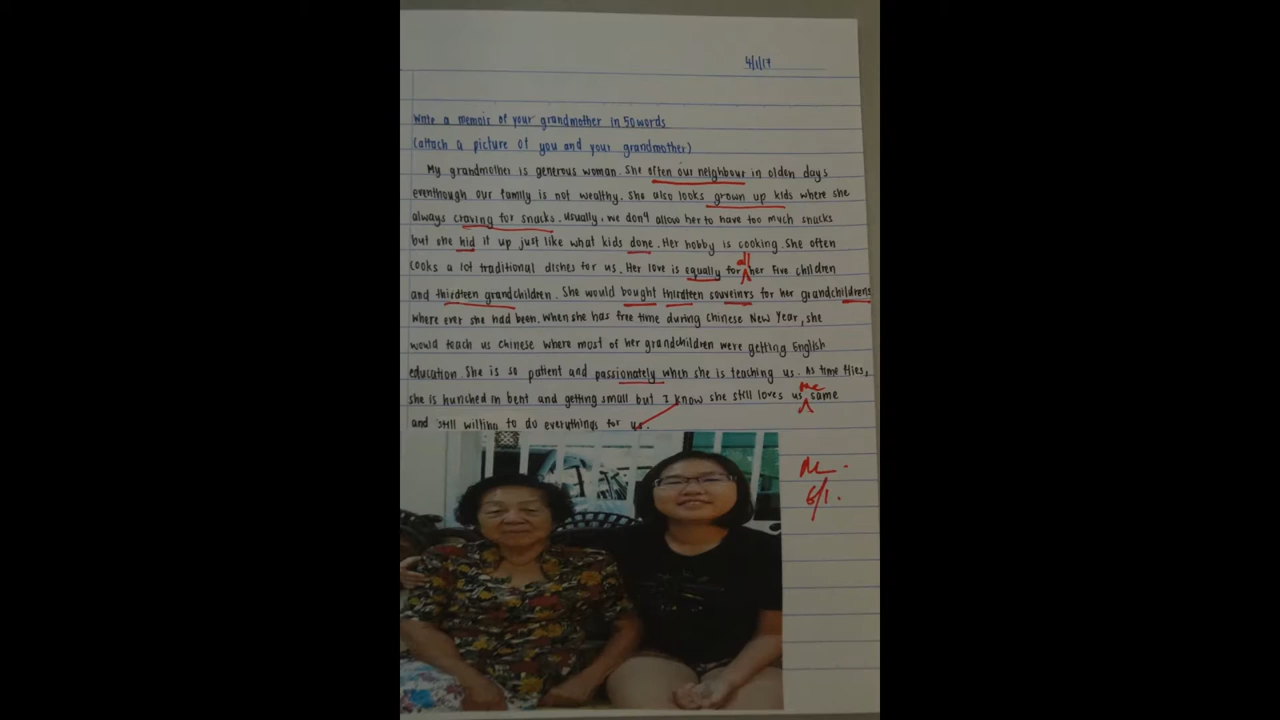 4/1/17
Write a memoir of your grandmother in 50 words
(attach a picture of you and your grandmother)
My grandmother is generous woman. She often our neighbour in olden days
eventhough our family is not wealthy. She also looks grown up kids where she
always craving for snacks. Usually, we don't allow her to have too much snacks
but she hid it up just like what kids done. Her hobby is cooking. She often
all
cooks a lot traditional dishes for us. Her love is equally for her five children
and thirdteen grandchildren. She would bought thirdteen souveinrs for her grandchildrens
where ever she had been. When she has free time during Chinese New Year, she
would teach us Chinese where most of her grandchildren were getting English
education. She is so patient and passionately when she is teaching us. As time flies,
the
she is hunched in bent and getting small but I know she still loves us same
and still willing to do everythings for us.
6/1.